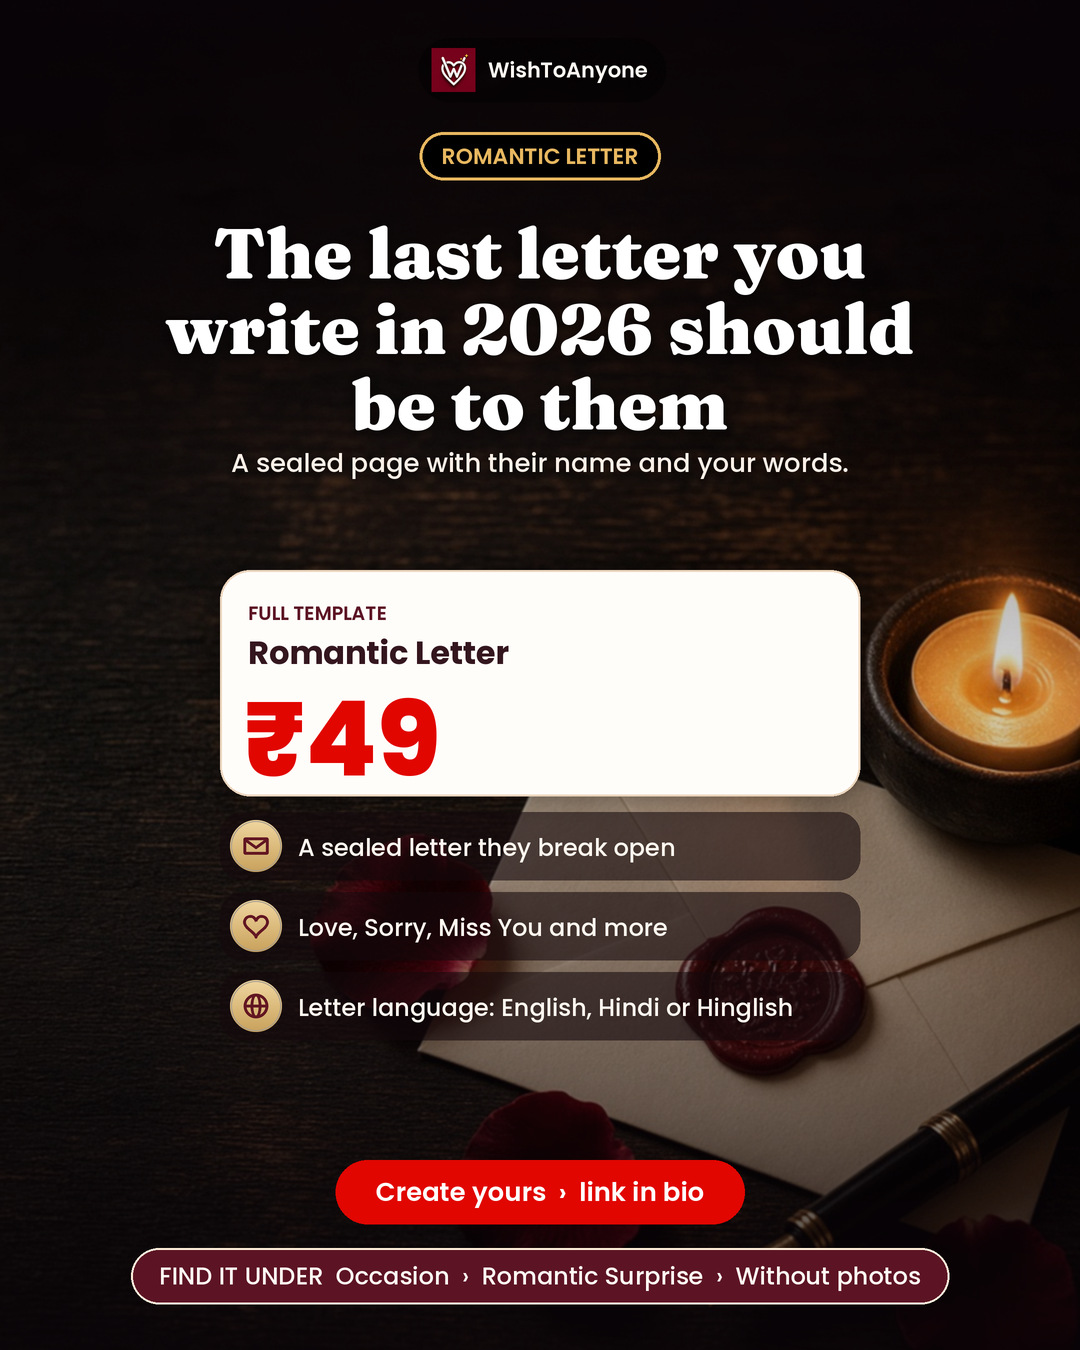 WishToAnyone
ROMANTIC LETTER
The last letter you
write in 2026 should
be to them
A sealed page with their name and your words.
FULL TEMPLATE
Romantic Letter
₹49
A sealed letter they break open
Love, Sorry, Miss You and more
Letter language: English, Hindi or Hinglish
Create yours › link in bio
FIND IT UNDER Occasion › Romantic Surprise › Without photos